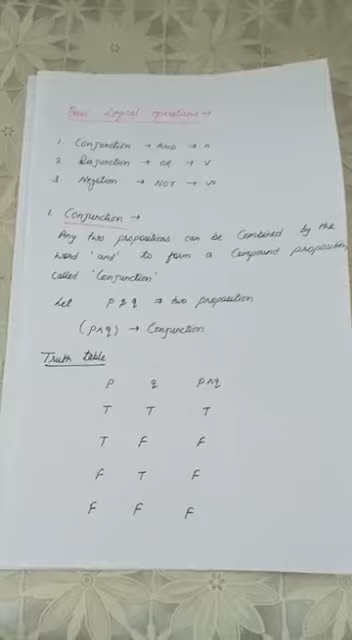 Basic Logical operations →
1. Conjunction → AND → ∧
2. Disjunction → OR → ∨
3. Negation → NOT → ~
1. Conjunction →
Any two propositions can be Combined by the
word 'and' to form a Compound proposition
called 'Conjunction'
Let p & q ⇒ two proposition
(p∧q) → Conjunction
Truth table
p q p∧q
T T T
T F F
F T F
F F F